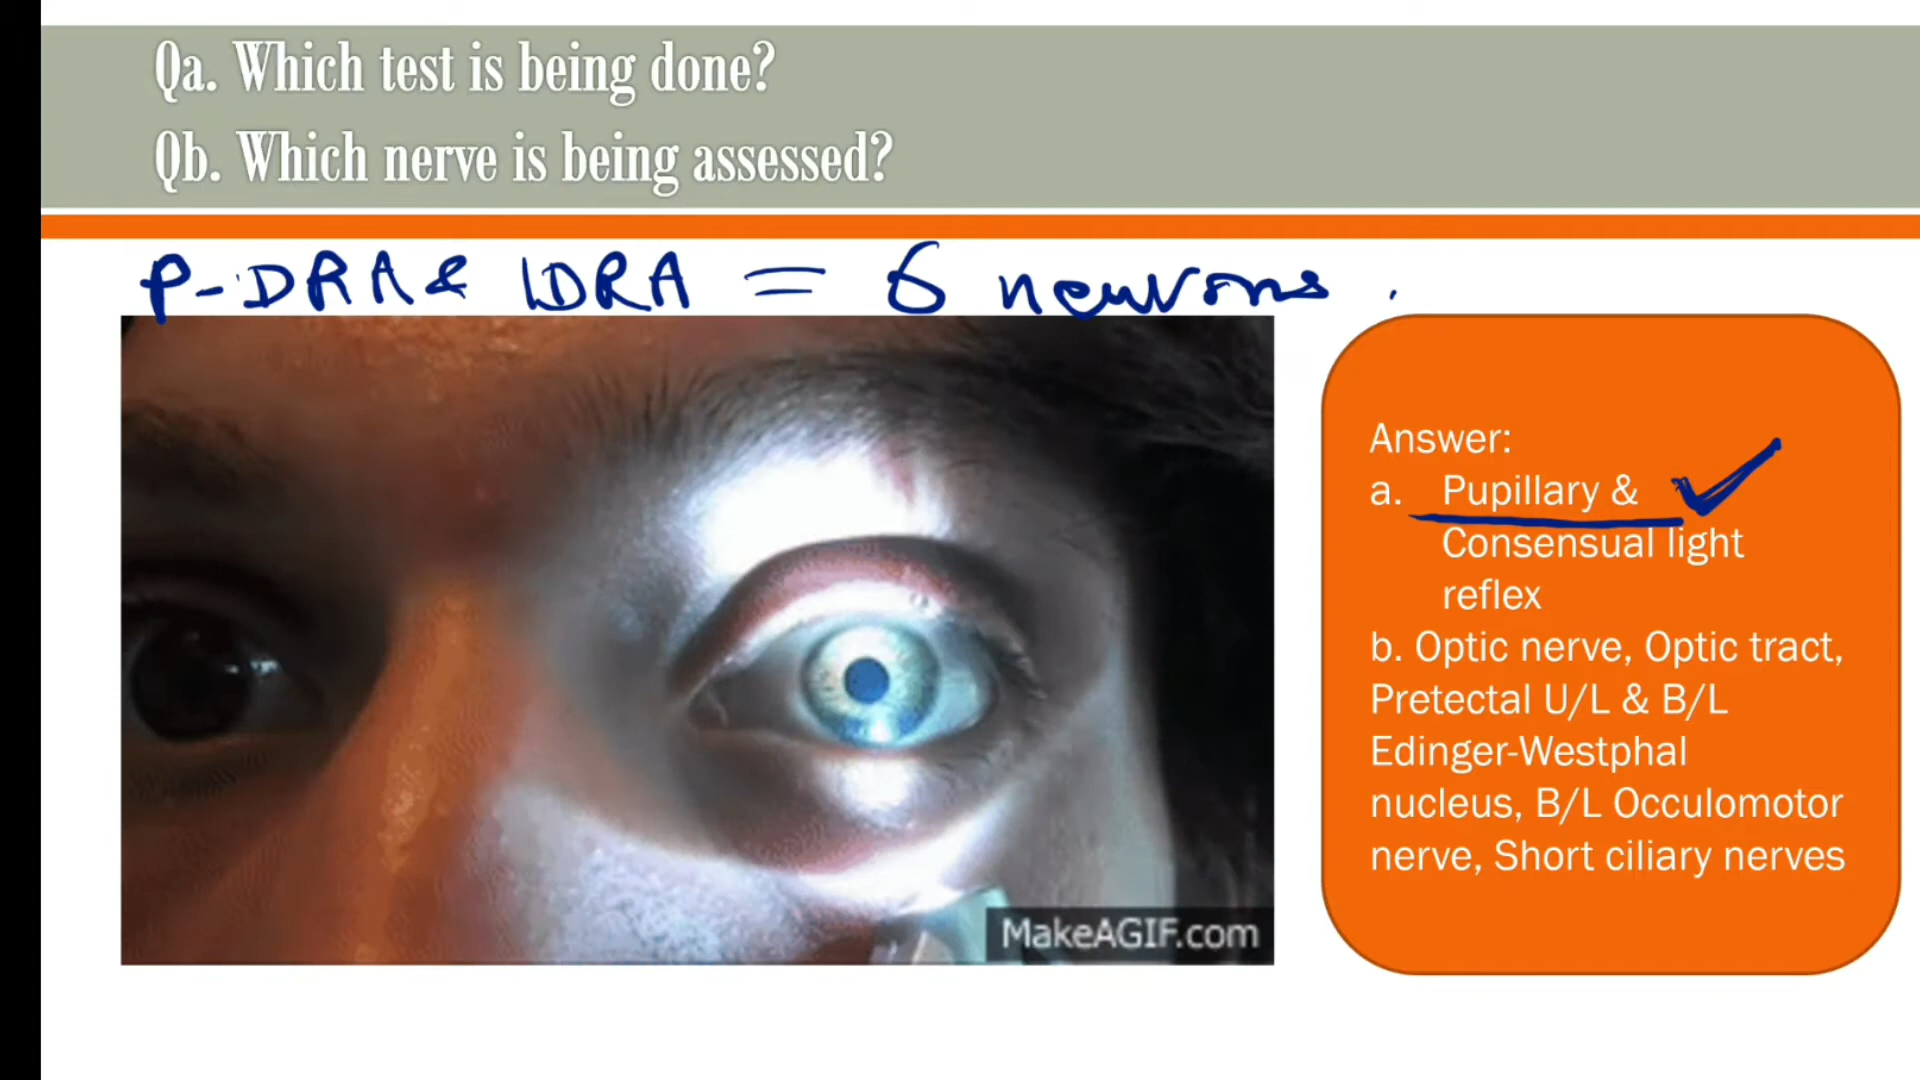 Qa. Which test is being done?
Qb. Which nerve is being assessed?
P-DRA & IDRA = 6 neurons.
Answer:
a. Pupillary &
Consensual light
reflex
b. Optic nerve, Optic tract,
Pretectal U/L & B/L
Edinger-Westphal
nucleus, B/L Occulomotor
nerve, Short ciliary nerves
MakeAGIF.com